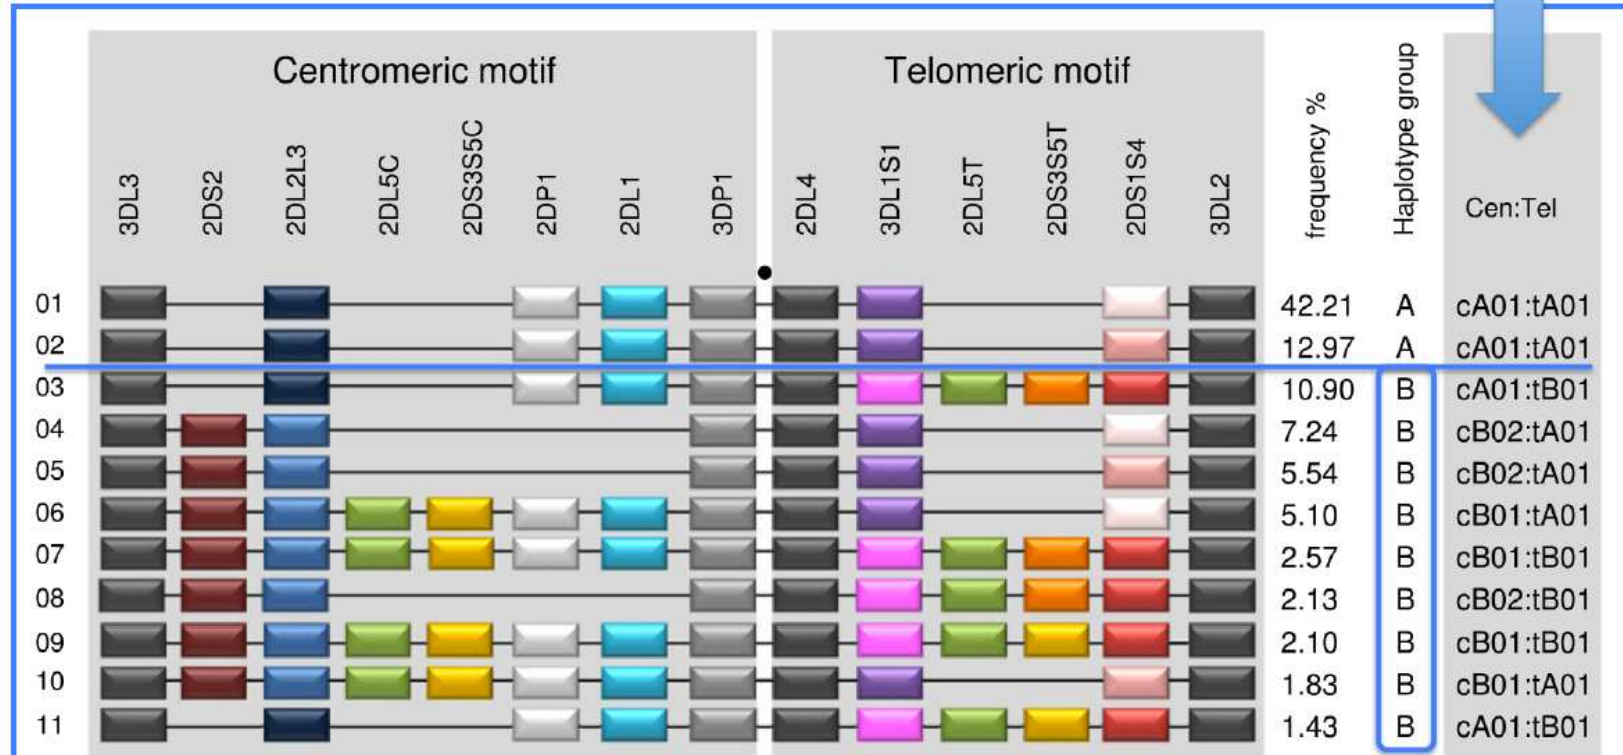 Centromeric motif Telomeric motif
3DL3 2DS2 2DL2L3 2DL5C 2DS3S5C 2DP1 2DL1 3DP1 2DL4 3DL1S1 2DL5T 2DS3S5T 2DS1S4 3DL2 frequency % Haplotype group Cen:Tel
01 42.21 A cA01:tA01
02 12.97 A cA01:tA01
03 10.90 B cA01:tB01
04 7.24 B cB02:tA01
05 5.54 B cB02:tA01
06 5.10 B cB01:tA01
07 2.57 B cB01:tB01
08 2.13 B cB02:tB01
09 2.10 B cB01:tB01
10 1.83 B cB01:tA01
11 1.43 B cA01:tB01